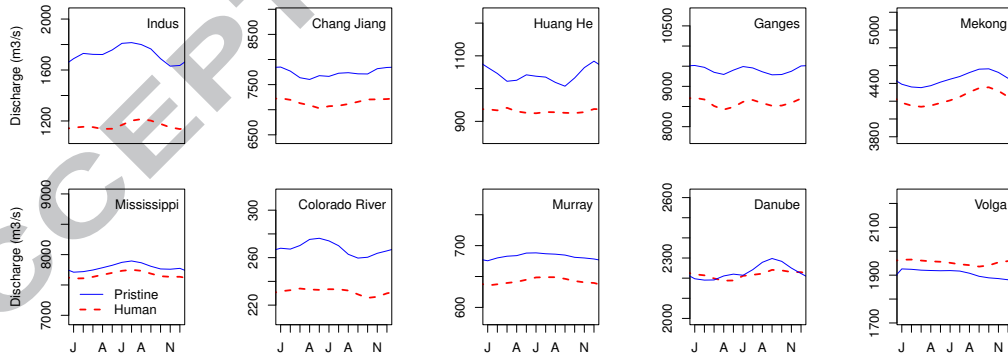 Indus
Chang Jiang
Huang He
Ganges
Mekong
Discharge (m3/s)
2000
1600
1200
8500
7500
6500
1100
900
10500
9000
8000
5000
4400
3800
Mississippi
Colorado River
Murray
Danube
Volga
Discharge (m3/s)
9000
8000
7000
300
260
220
700
600
2600
2300
2000
2100
1900
1700
Pristine
Human
J A J A N
J A J A N
J A J A N
J A J A N
J A J A N
CCEPT